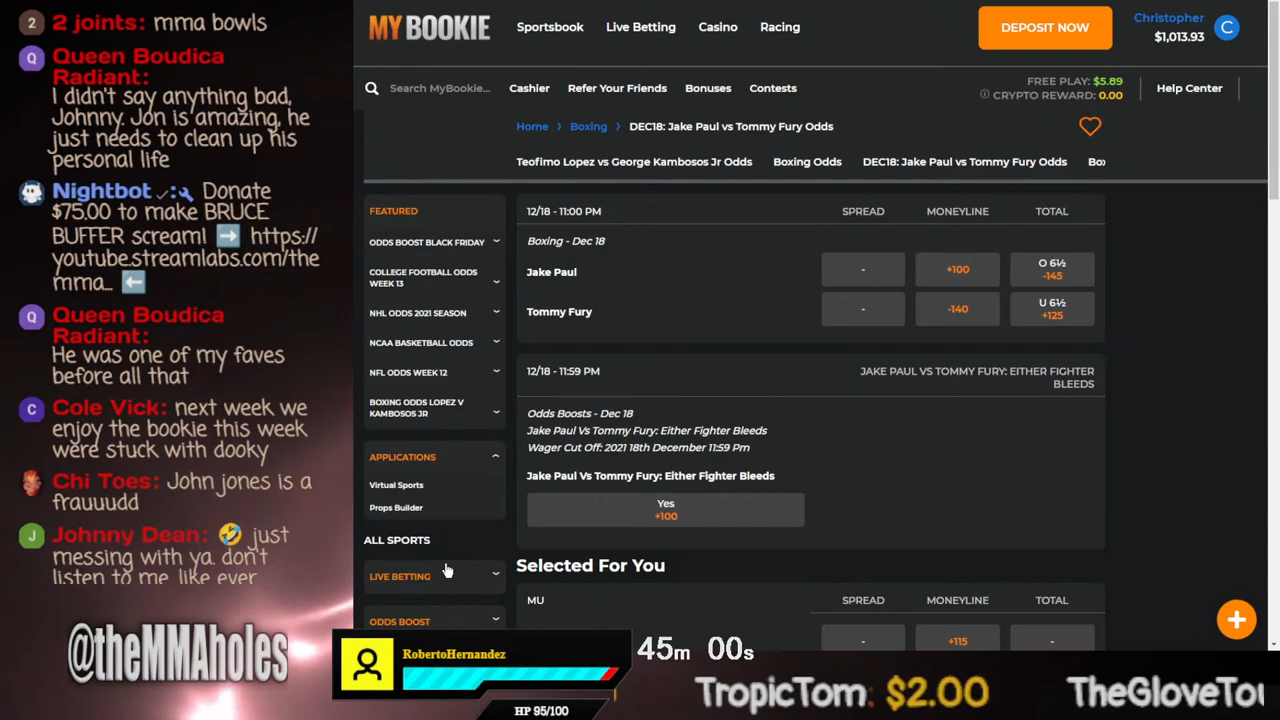 2 joints: mma bowls
Queen Boudica
Radiant:
I didn't say anything bad,
Johnny. Jon is amazing, he
just needs to clean up his
personal life
Nightbot: Donate
$75.00 to make BRUCE
BUFFER scream! ➡️ https://
youtube.streamlabs.com/the
mma... ⬅️
Queen Boudica
Radiant:
He was one of my faves
before all that
Cole Vick: next week we
enjoy the bookie this week
were stuck with dooky
Chi Toes: John jones is a
frauuudd
Johnny Dean: 🤣 just
messing with ya. don't
listen to me, like ever
@theMMAholes
MYBOOKIE
Sportsbook Live Betting Casino Racing
DEPOSIT NOW
Christopher
$1,013.93
C
Search MyBookie...
Cashier Refer Your Friends Bonuses Contests
FREE PLAY: $5.89
CRYPTO REWARD: 0.00
Help Center
Home > Boxing > DEC18: Jake Paul vs Tommy Fury Odds
Teofimo Lopez vs George Kambosos Jr Odds Boxing Odds DEC18: Jake Paul vs Tommy Fury Odds Box
FEATURED
ODDS BOOST BLACK FRIDAY
COLLEGE FOOTBALL ODDS
WEEK 13
NHL ODDS 2021 SEASON
NCAA BASKETBALL ODDS
NFL ODDS WEEK 12
BOXING ODDS LOPEZ V
KAMBOSOS JR
APPLICATIONS
Virtual Sports
Props Builder
ALL SPORTS
LIVE BETTING
ODDS BOOST
12/18 - 11:00 PM SPREAD MONEYLINE TOTAL
Boxing - Dec 18
Jake Paul - +100 O 6½
-145
Tommy Fury - -140 U 6½
+125
12/18 - 11:59 PM JAKE PAUL VS TOMMY FURY: EITHER FIGHTER
BLEEDS
Odds Boosts - Dec 18
Jake Paul Vs Tommy Fury: Either Fighter Bleeds
Wager Cut Off: 2021 18th December 11:59 Pm
Jake Paul Vs Tommy Fury: Either Fighter Bleeds
Yes
+100
Selected For You
MU SPREAD MONEYLINE TOTAL
- +115 -
RobertoHernandez
HP 95/100
45m 00s
TropicTom: $2.00 TheGloveTou